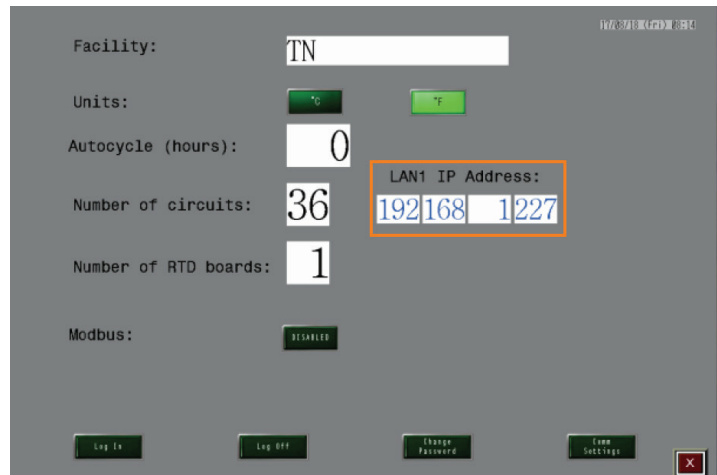 Facility: TN
Units: °C °F
Autocycle (hours): 0
LAN1 IP Address:
Number of circuits: 36 192 168 1 227
Number of RTD boards: 1
Modbus: DISABLED
Log In Log Off Change Password Comm Settings X